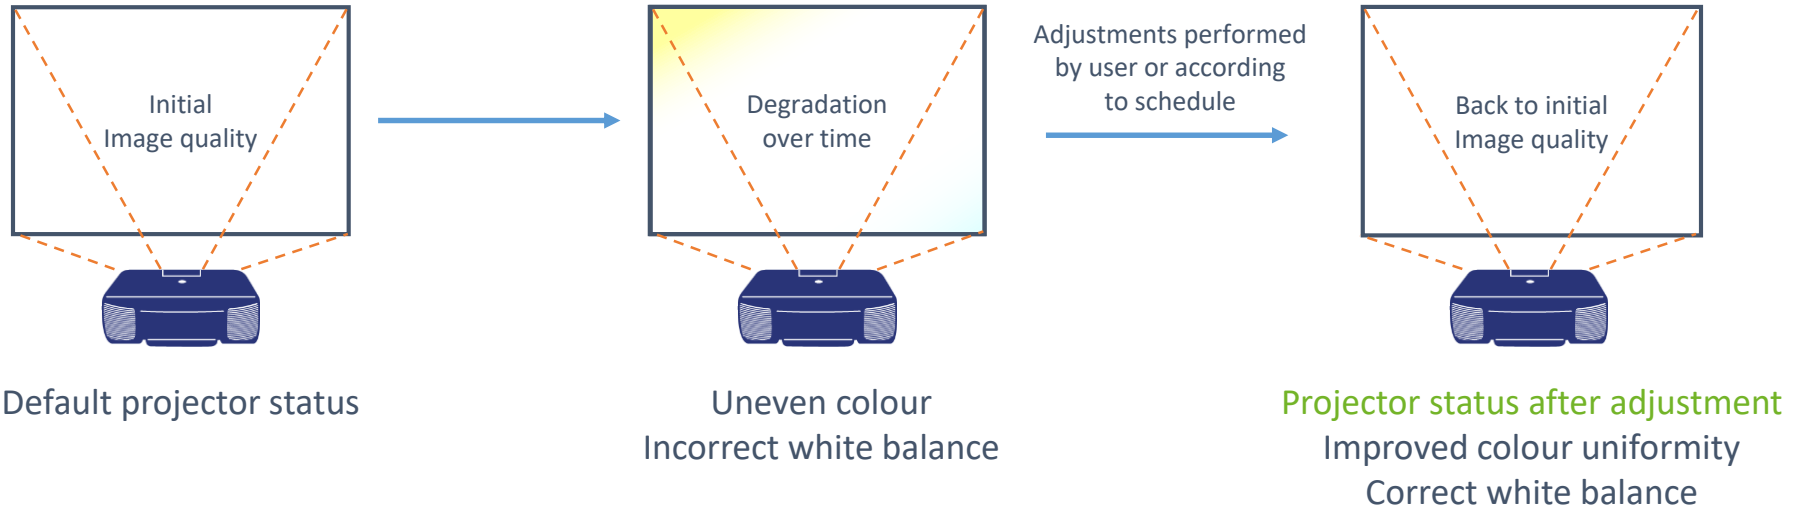 Initial
Image quality
Degradation
over time
Adjustments performed
by user or according
to schedule
Back to initial
Image quality
Default projector status
Uneven colour
Incorrect white balance
Projector status after adjustment
Improved colour uniformity
Correct white balance